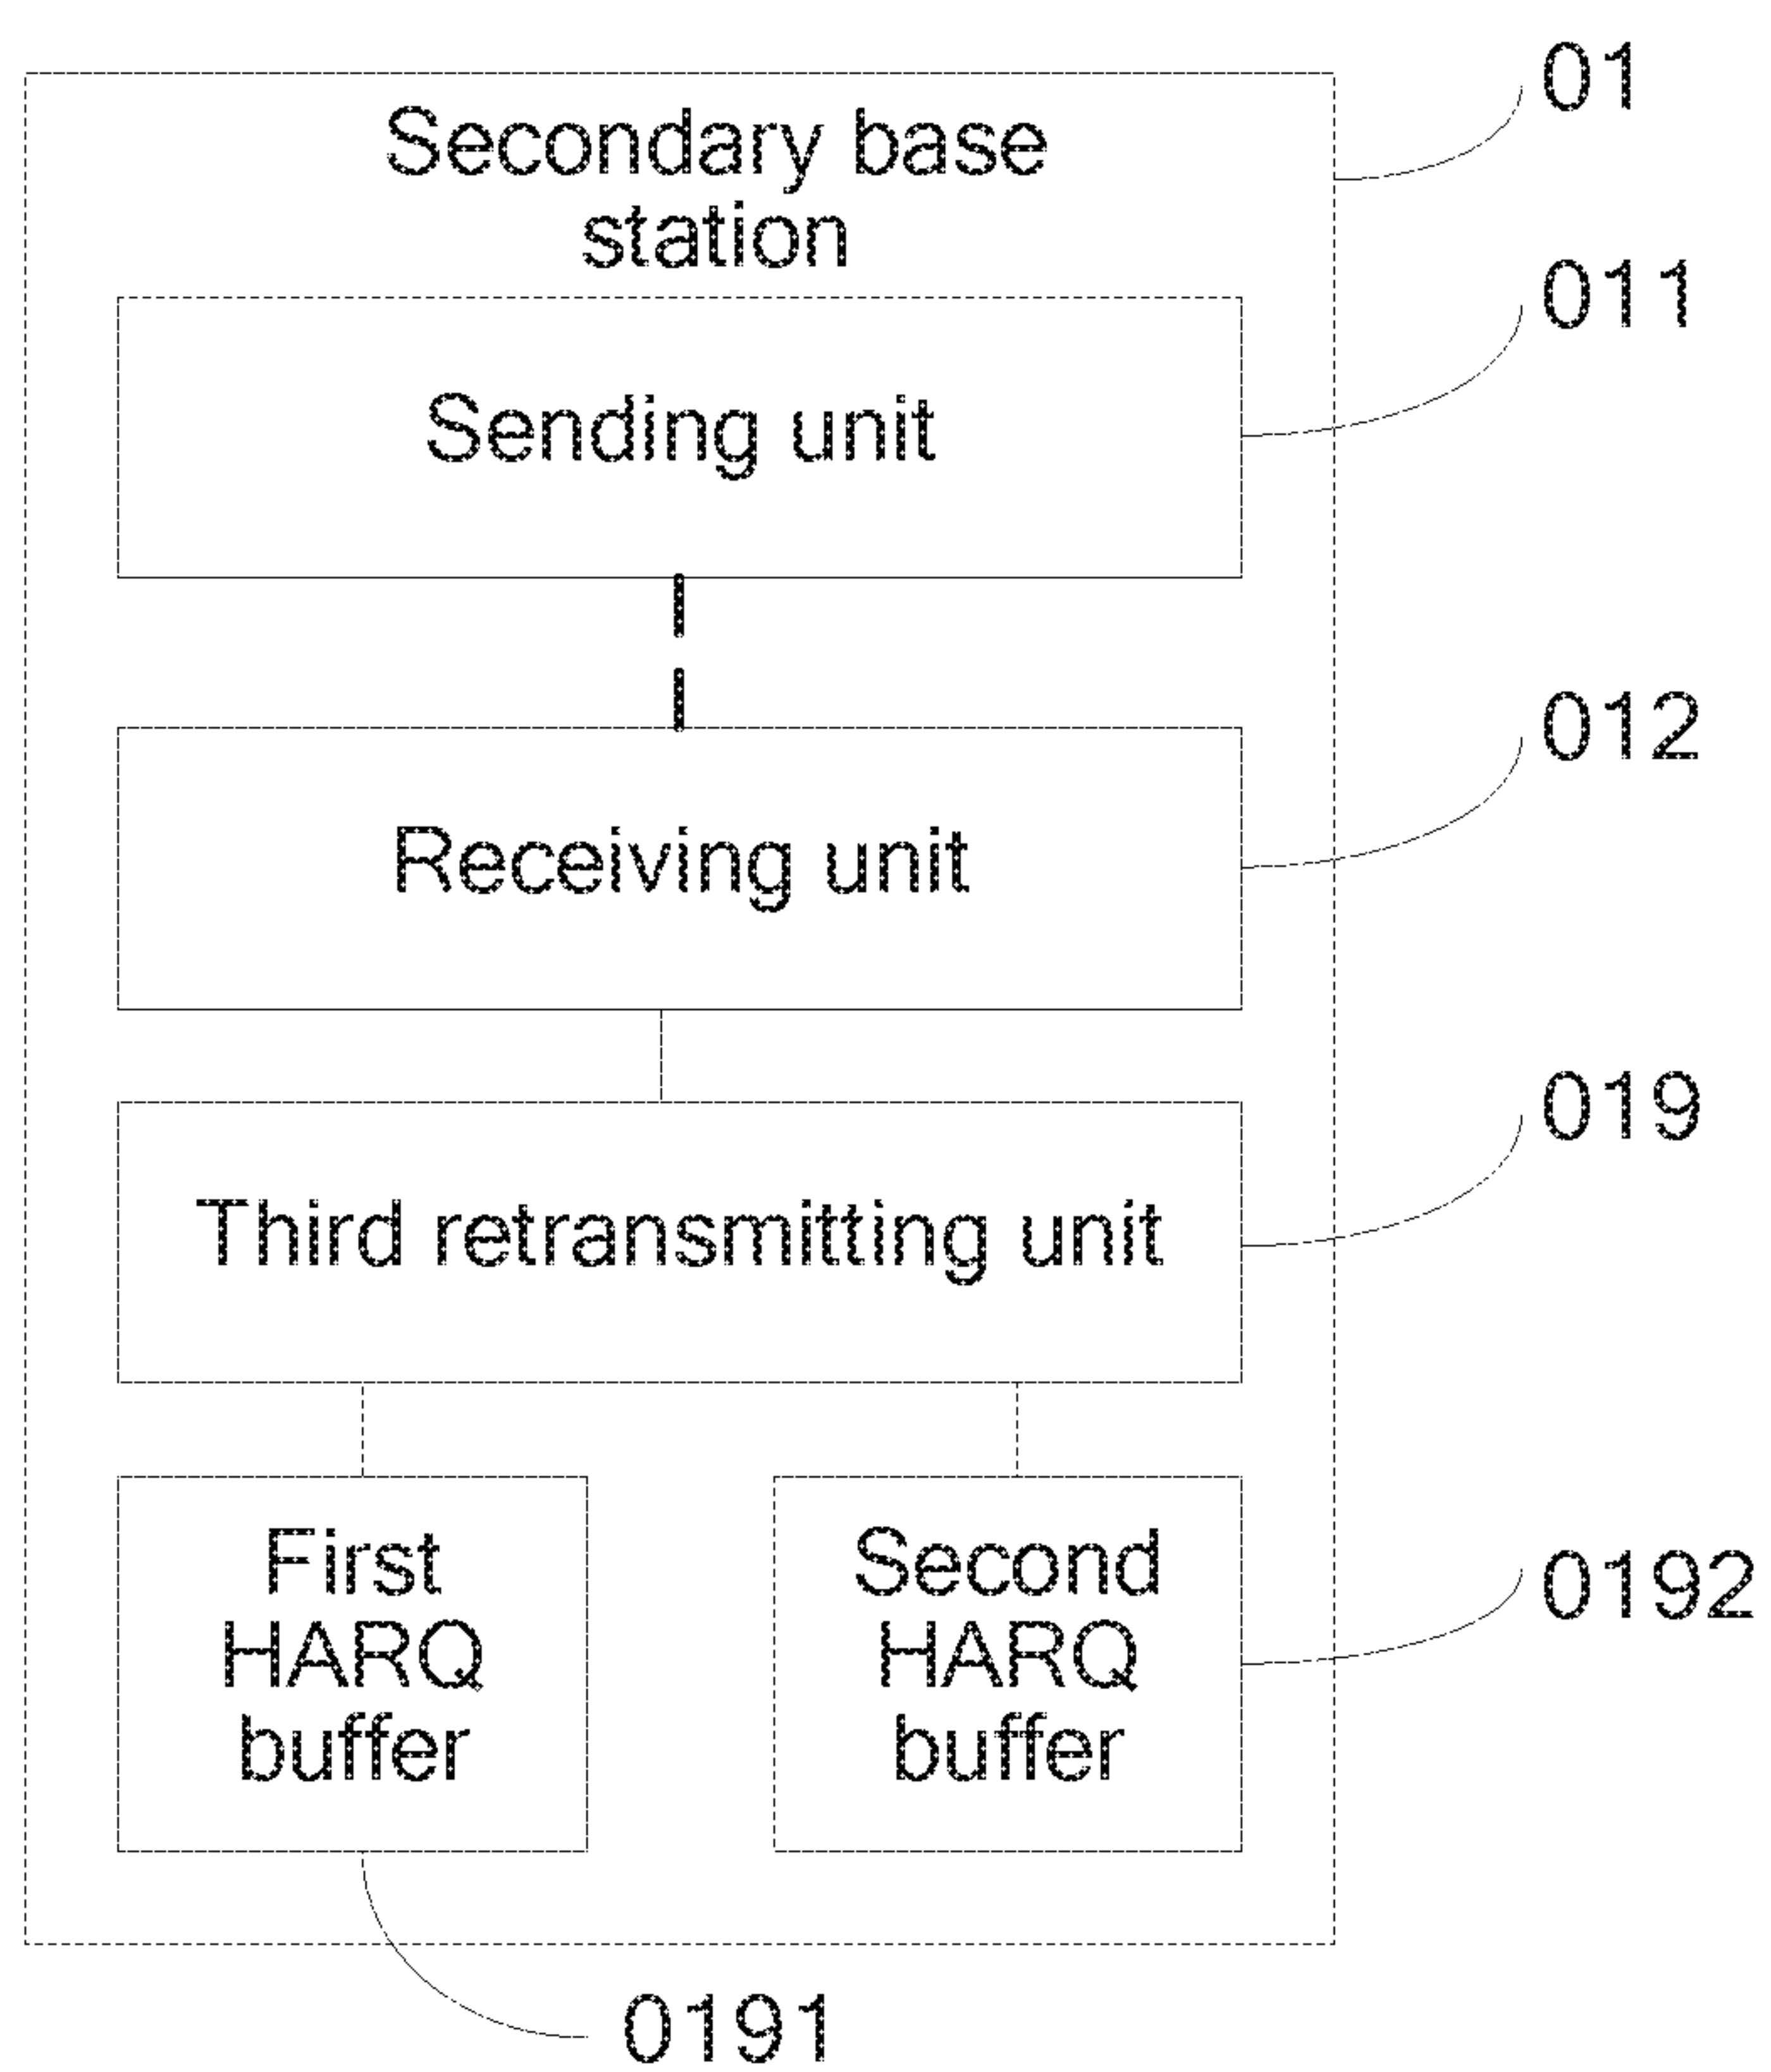 01
Secondary base
station
011
Sending unit
012
Receiving unit
019
Third retransmitting unit
First
HARQ
buffer
Second
HARQ
buffer
0192
0191